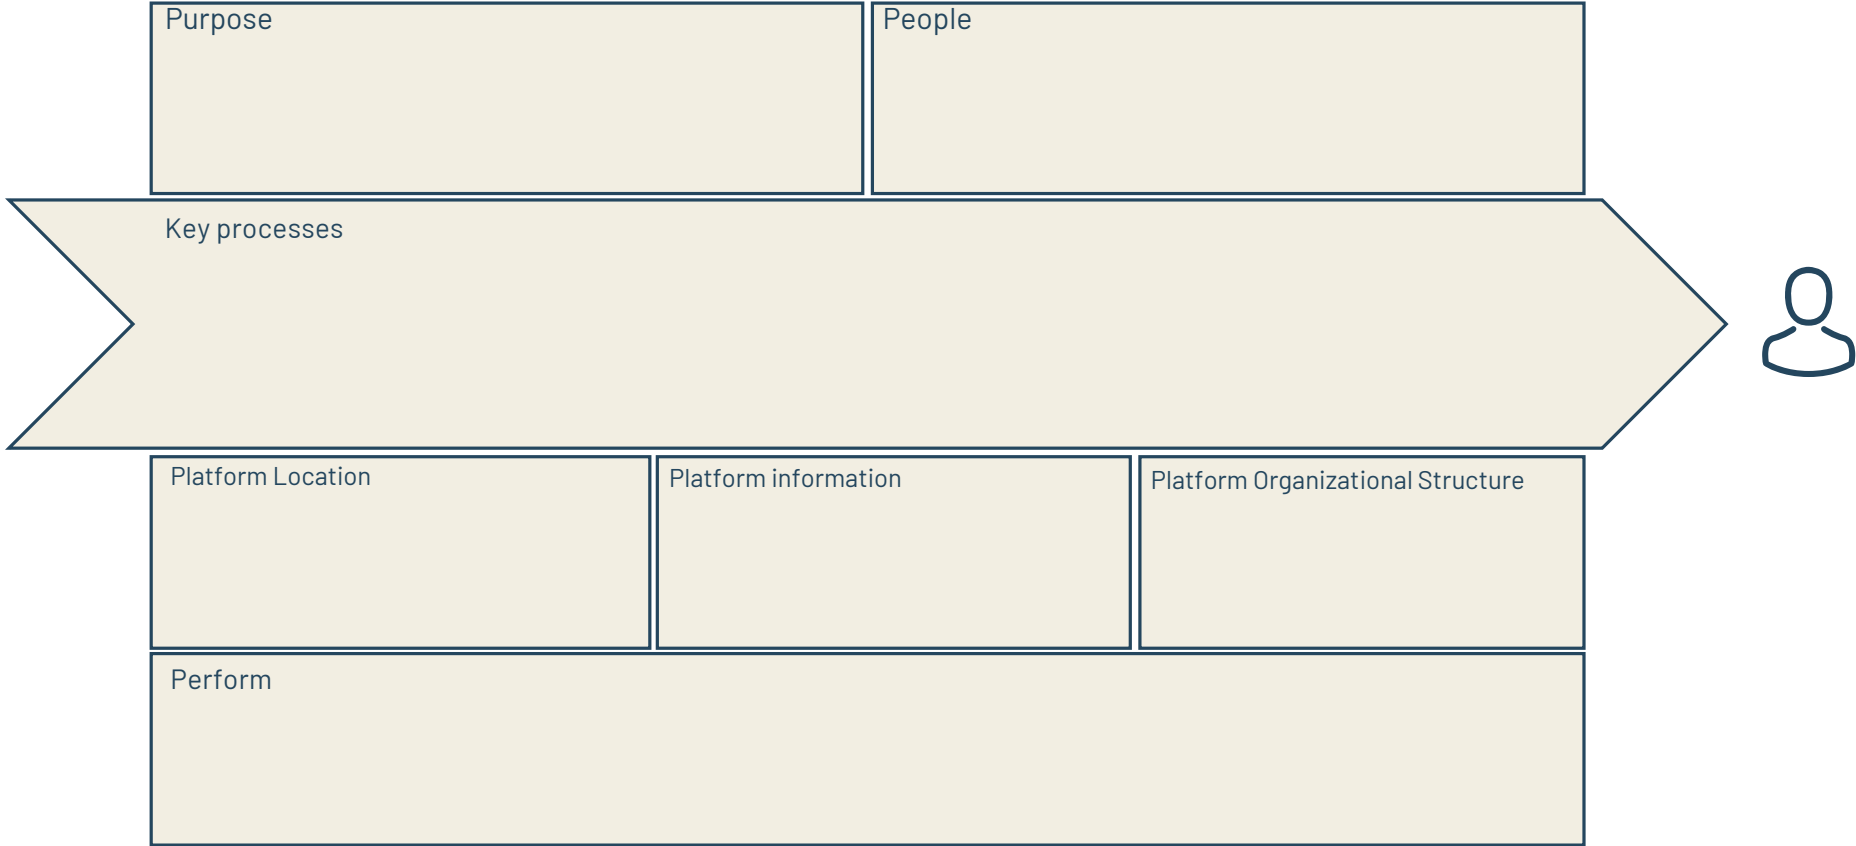 Purpose
People
Key processes
Platform Location
Platform information
Platform Organizational Structure
Perform